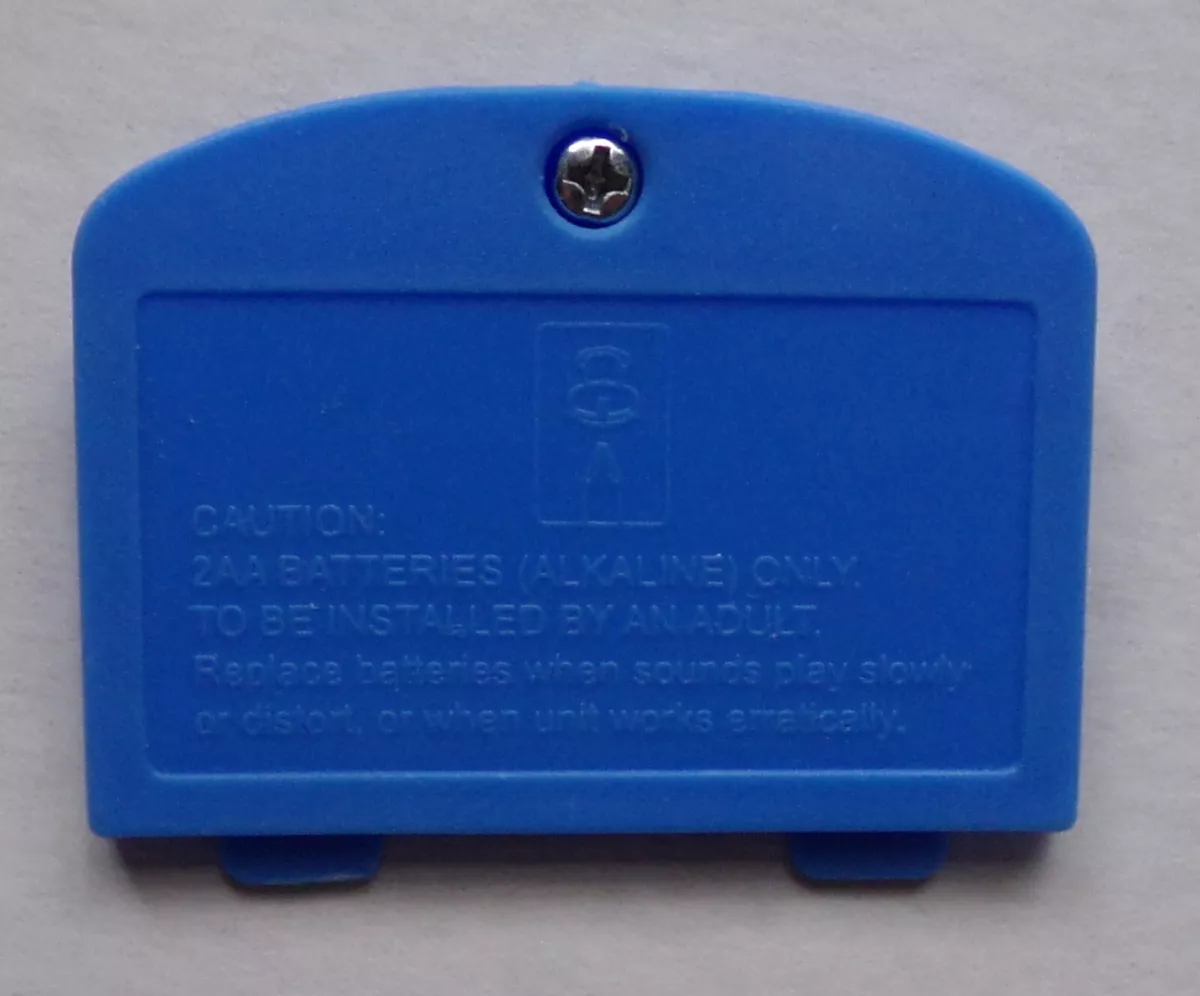 CAUTION:
2AA BATTERIES (ALKALINE) ONLY.
TO BE INSTALLED BY AN ADULT.
Replace batteries when sounds play slowly
or distort, or when unit works erratically.